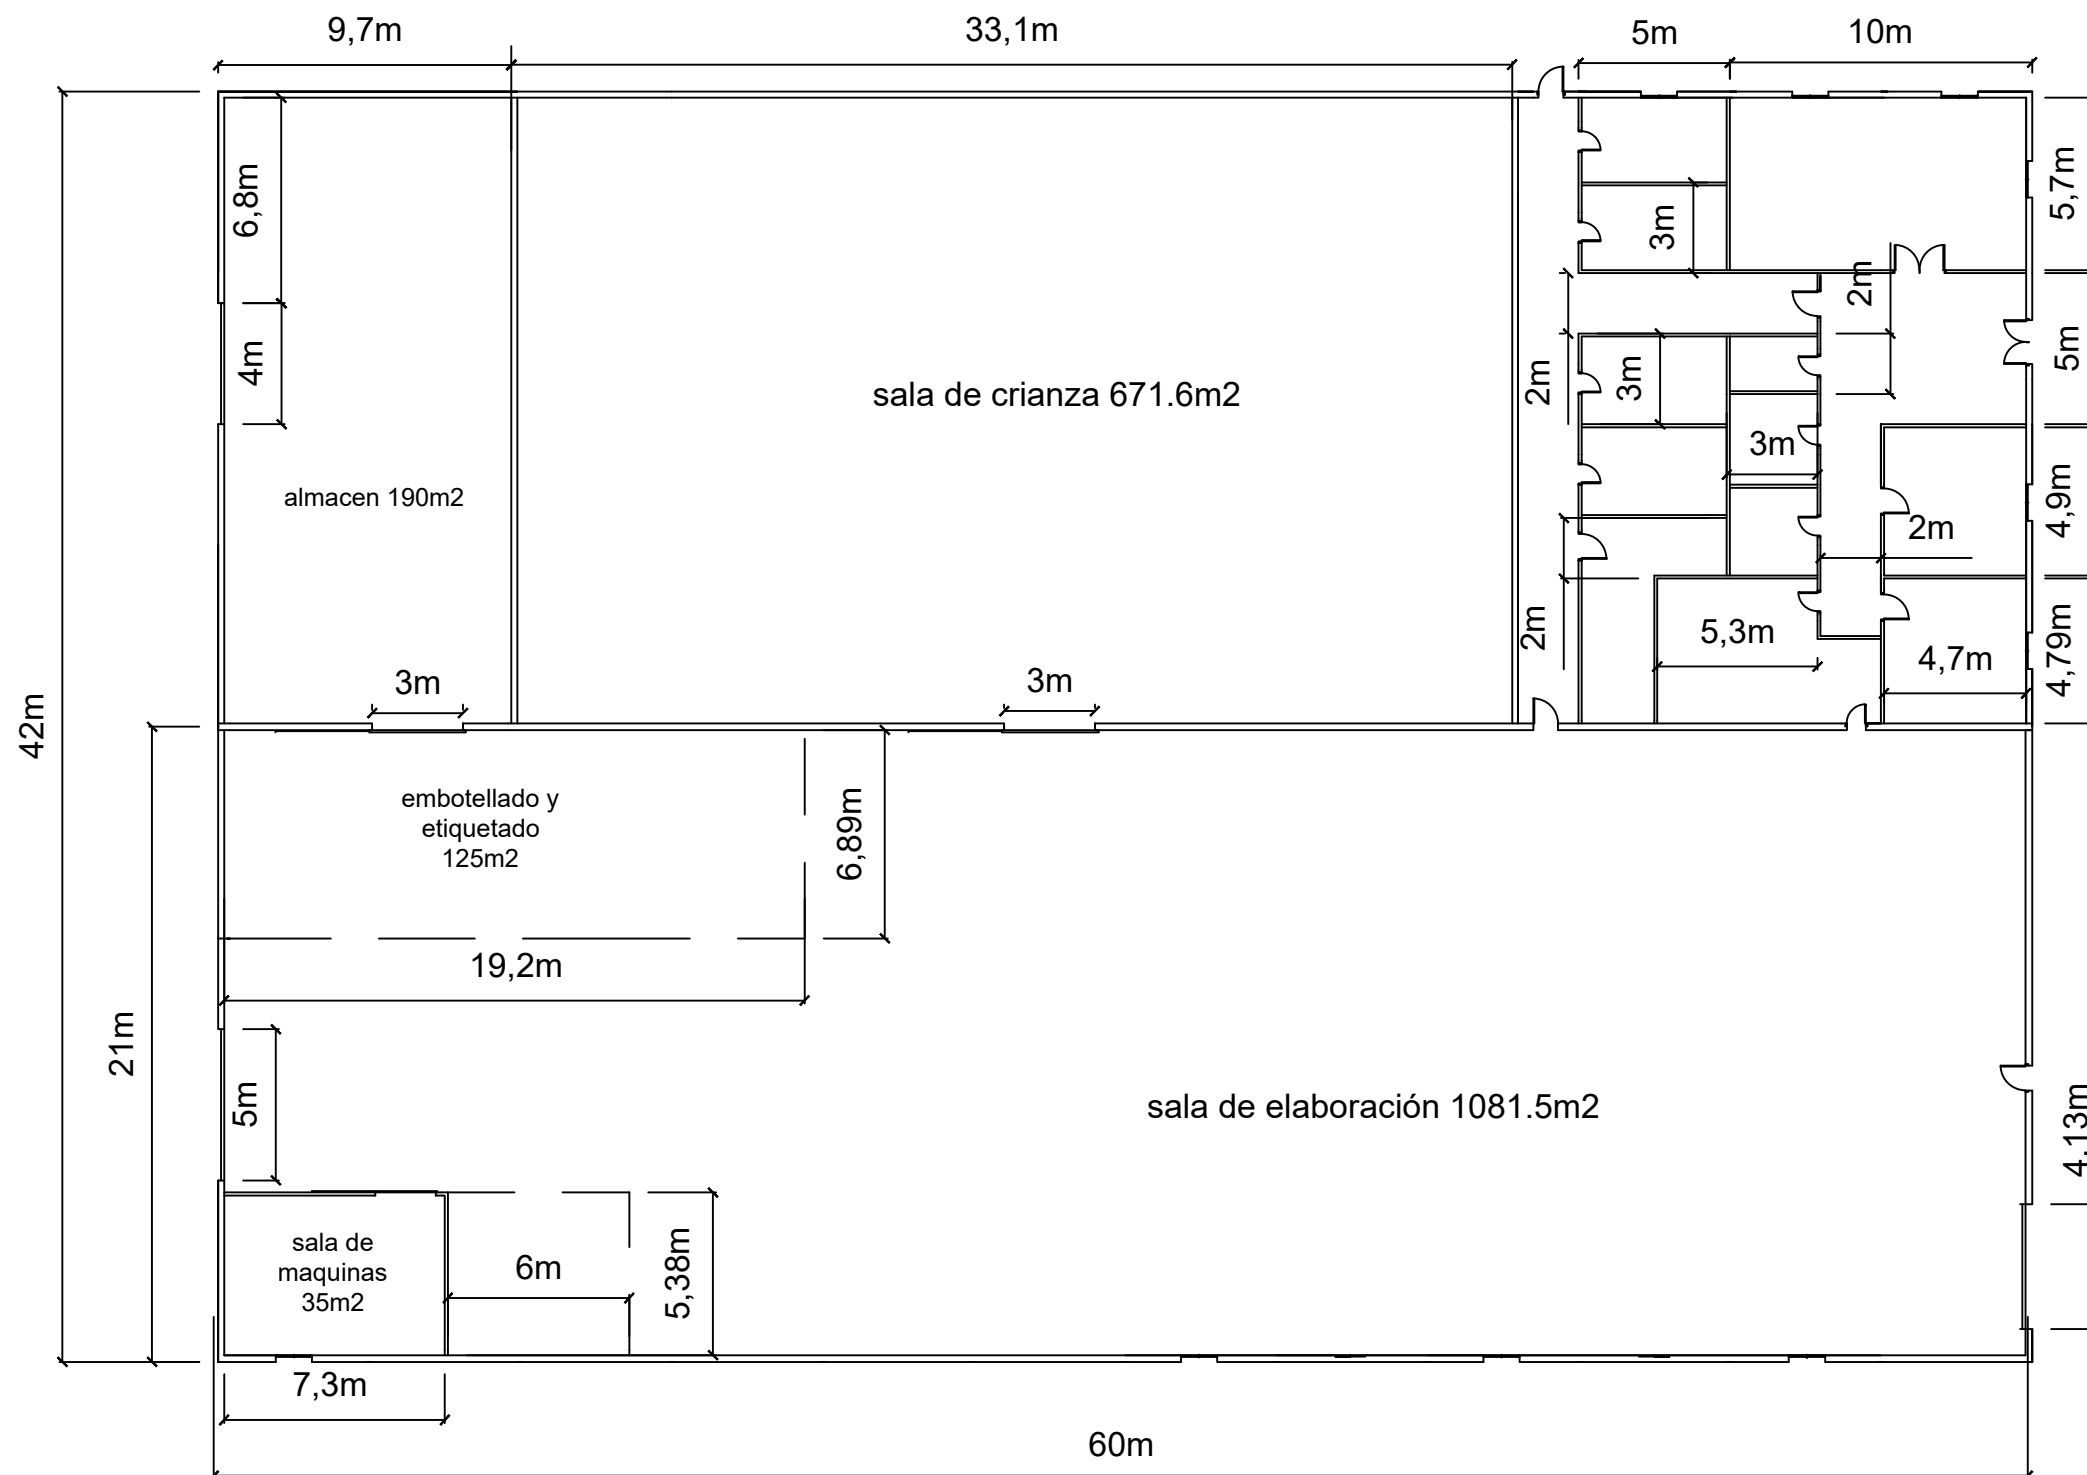 9,7m
33,1m
5m
10m
6,8m
5,7m
3m
2m
4m
2m
3m
5m
sala de crianza 671.6m2
3m
almacen 190m2
4,9m
2m
2m
5,3m
4,7m
4,79m
3m
3m
42m
embotellado y
etiquetado
125m2
6,89m
19,2m
21m
5m
sala de elaboración 1081.5m2
4.13m
sala de
maquinas
35m2
6m
5,38m
7,3m
60m